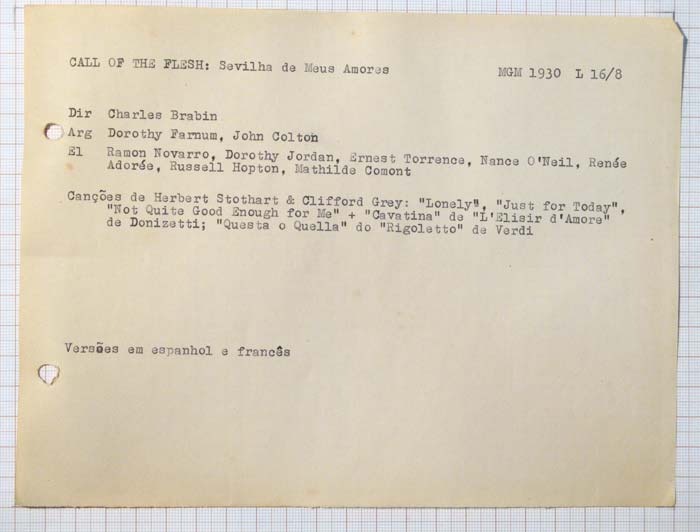 CALL OF THE FLESH: Sevilha de Meus Amores MGM 1930 L 16/8
Dir Charles Brabin
Arg Dorothy Farnum, John Colton
El Ramon Novarro, Dorothy Jordan, Ernest Torrence, Nance O'Neil, Renée
Adorée, Russell Hopton, Mathilde Comont
Canções de Herbert Stothart & Clifford Grey: "Lonely", "Just for Today",
"Not Quite Good Enough for Me" + "Cavatina" de "L'Elisir d'Amore"
de Donizetti; "Questa o Quella" do "Rigoletto" de Verdi
Versões em espanhol e francês